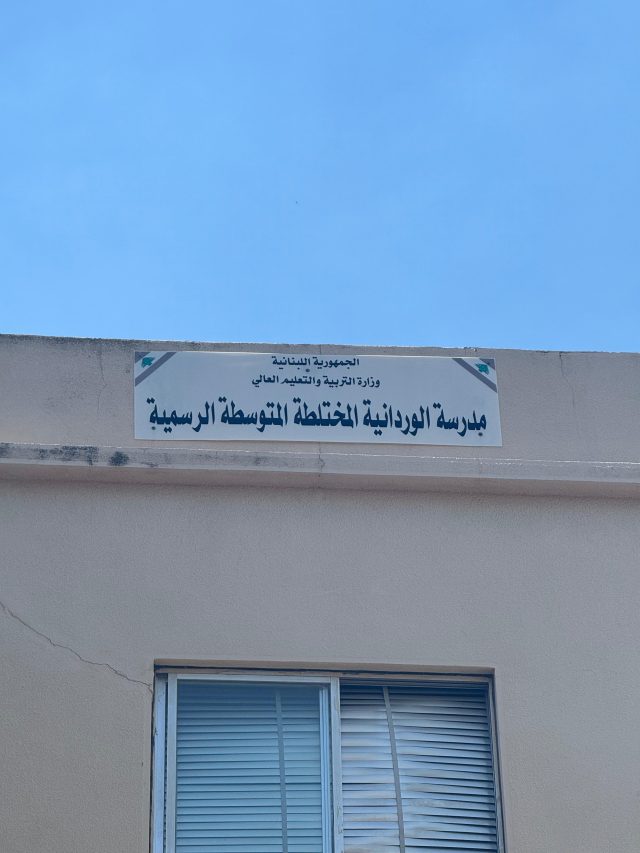 الجمهورية اللبنانية
وزارة التربية والتعليم العالي
مدرسة الوردانية المختلطة المتوسطة الرسمية